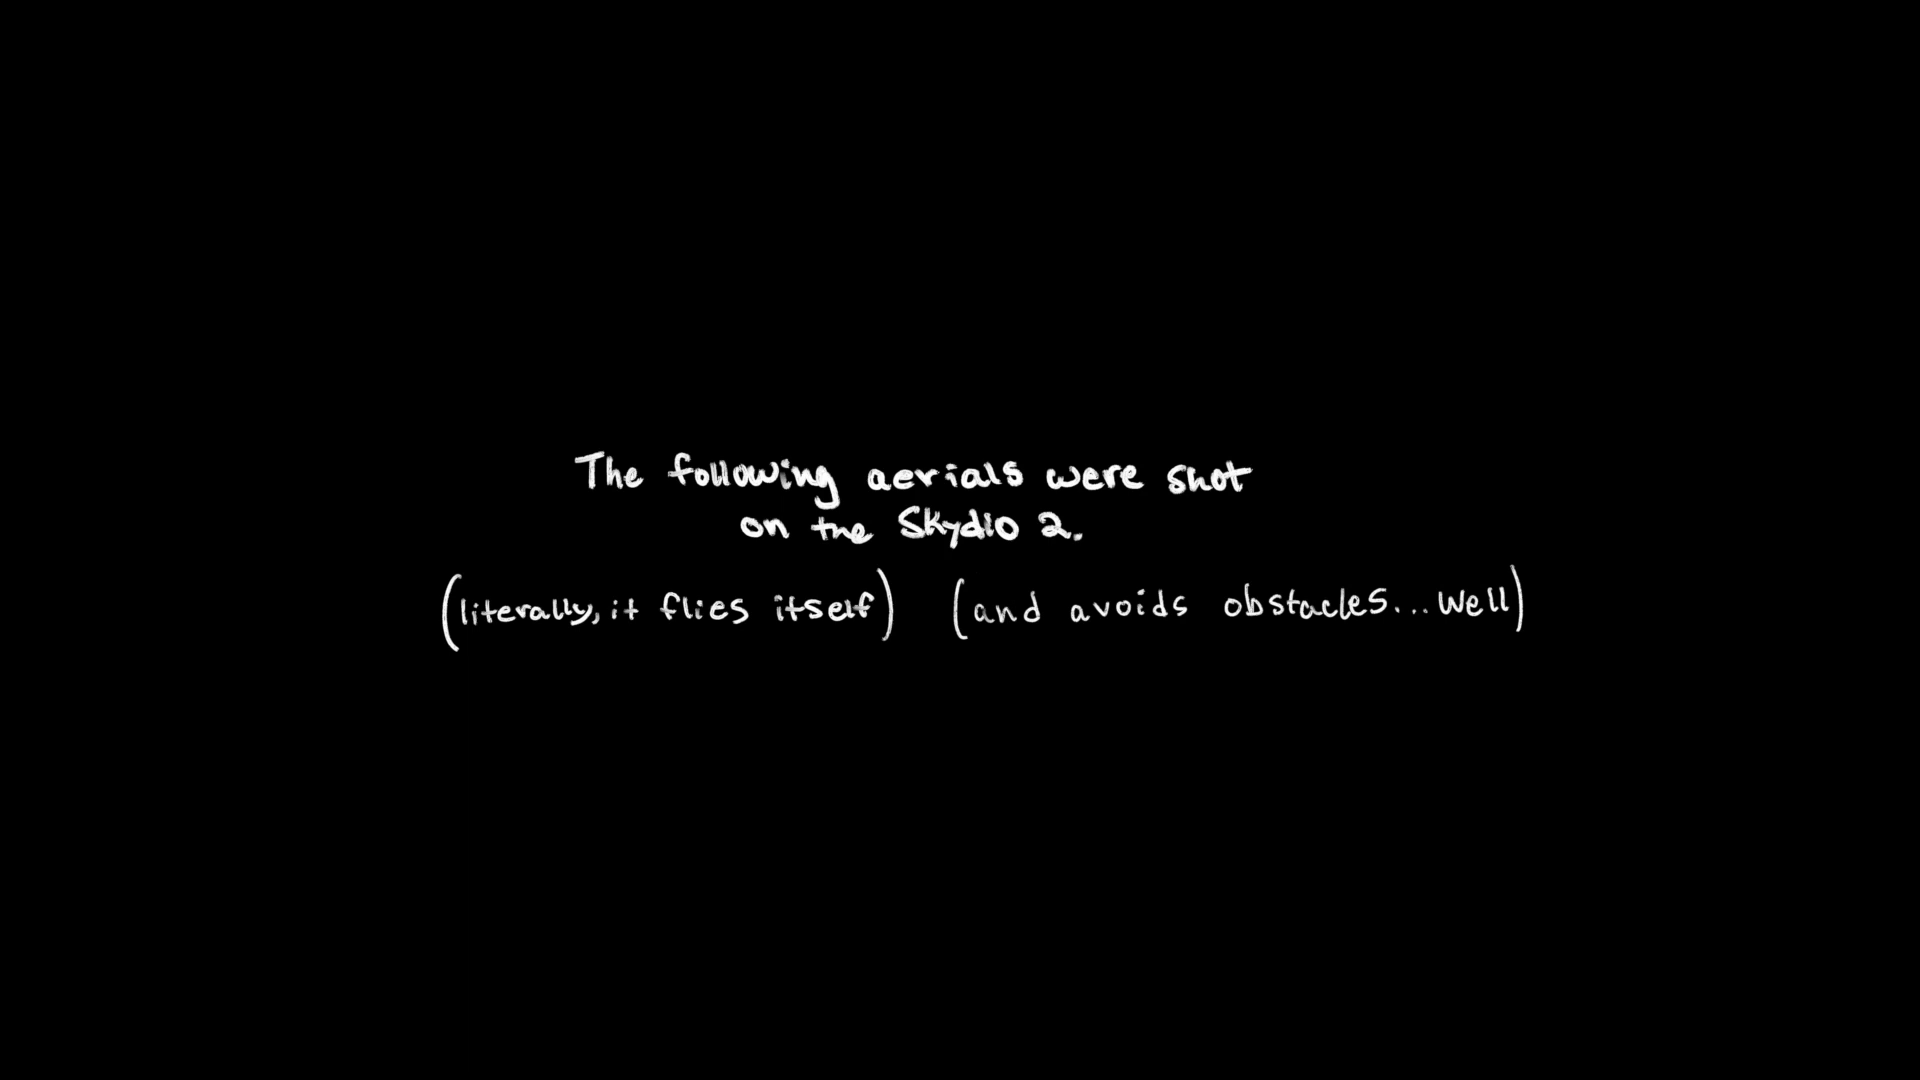 The following aerials were shot
on the Skydio 2.
(literally, it flies itself) (and avoids obstacles... well)